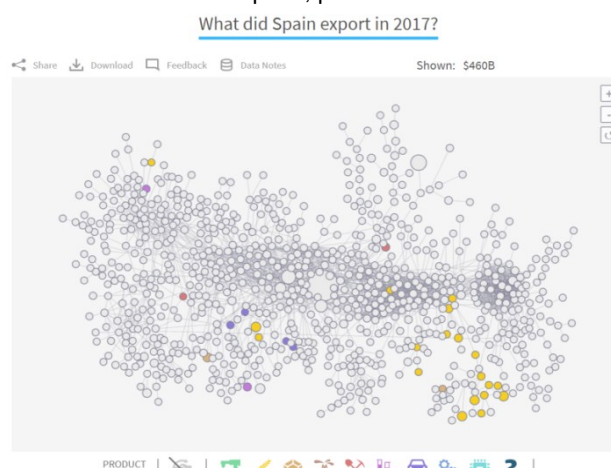 What did Spain export in 2017?
Share Download Feedback Data Notes Shown: $460B
PRODUCT